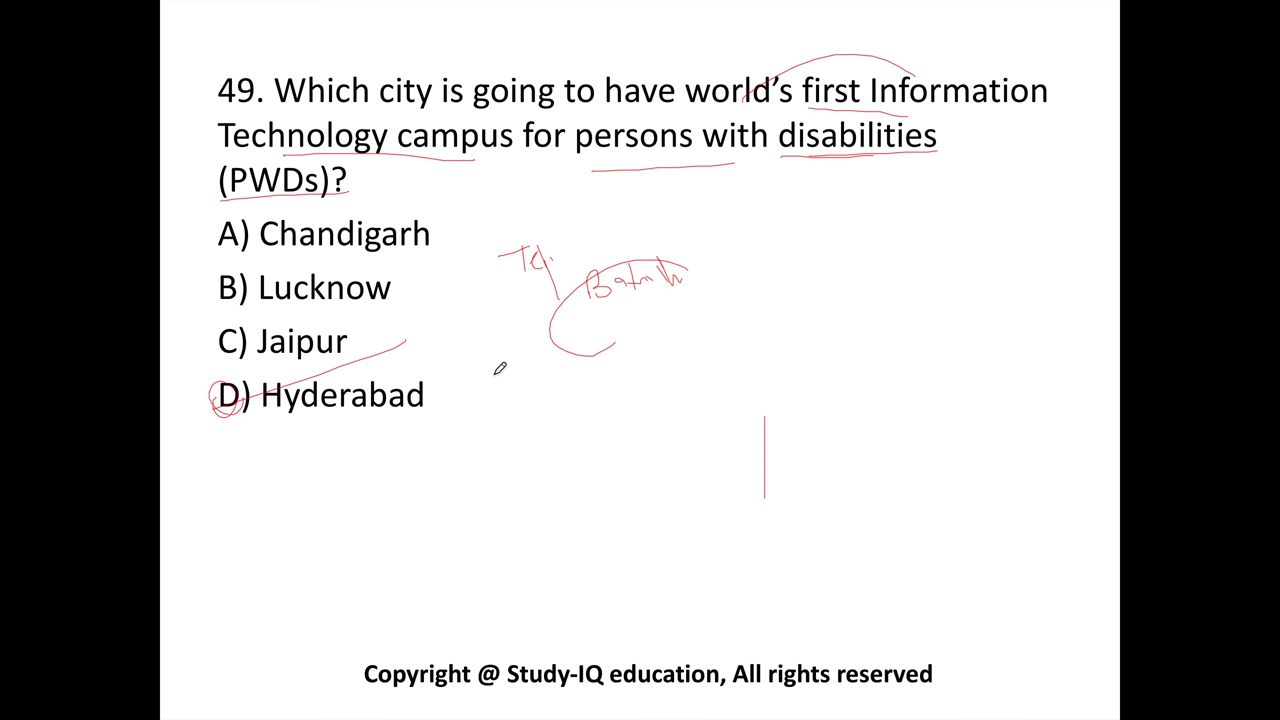 49. Which city is going to have world's first Information
Technology campus for persons with disabilities
(PWDs)?
A) Chandigarh
B) Lucknow
C) Jaipur
D) Hyderabad
Copyright @ Study-IQ education, All rights reserved